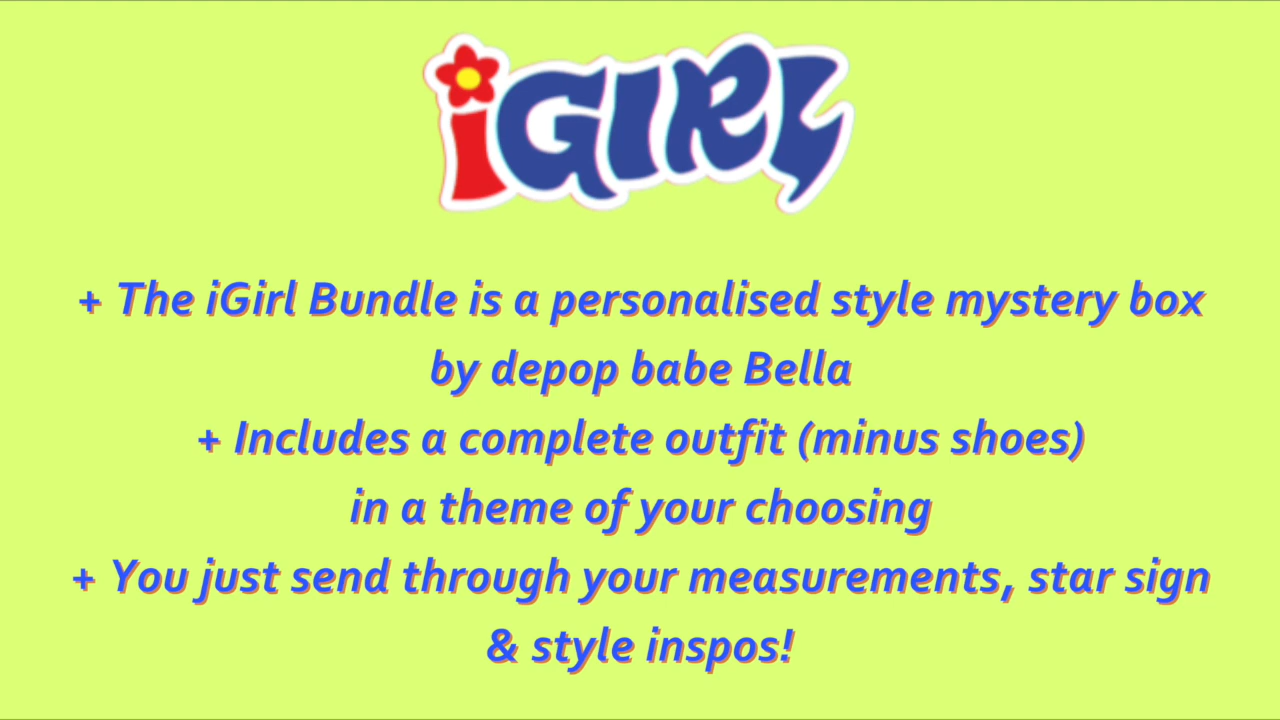 iGIRL
+ The iGirl Bundle is a personalised style mystery box
by depop babe Bella
+ Includes a complete outfit (minus shoes)
in a theme of your choosing
+ You just send through your measurements, star sign
& style inspos!